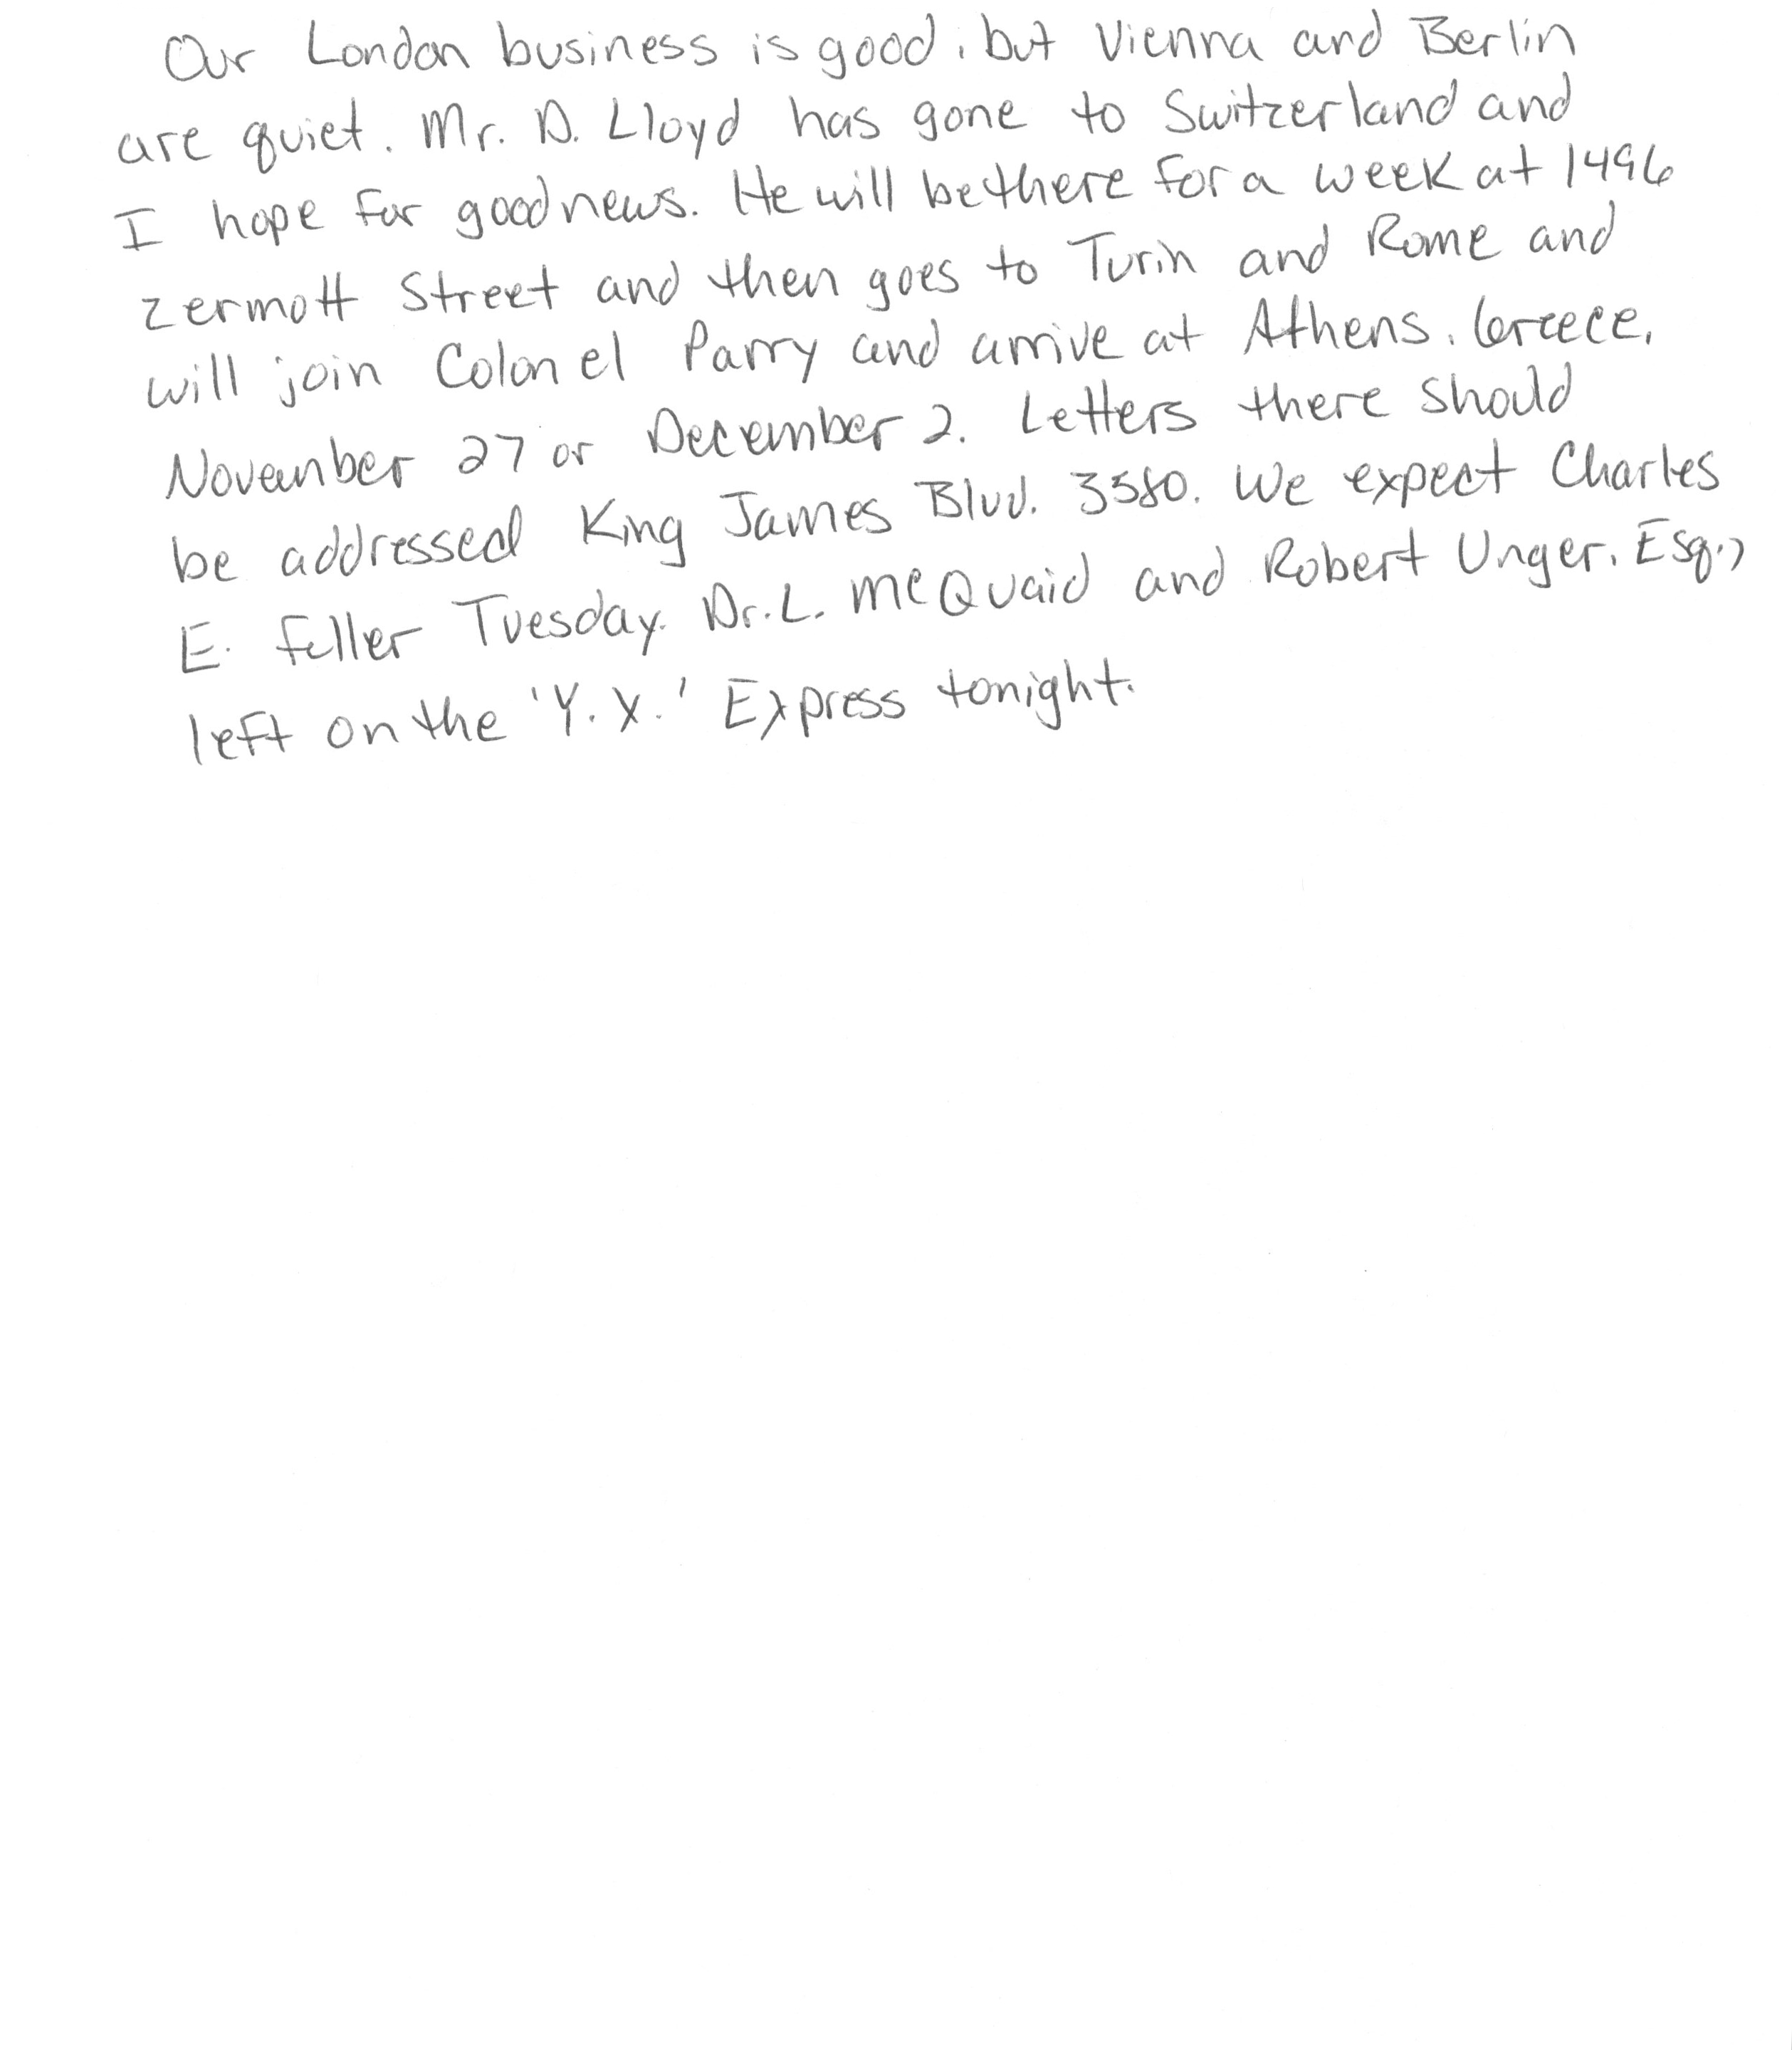 Our London business is good, but Vienna and Berlin
are quiet. Mr. D. Lloyd has gone to Switzerland and
I hope for good news. He will be there for a week at 1496
Zermott Street and then goes to Turin and Rome and
will join Colonel Parry and arrive at Athens, Greece,
November 27 or December 2. Letters there should
be addressed King James Blvd. 3580. We expect Charles
E. Fuller Tuesday. Dr. L. McQuaid and Robert Unger, Esq.,
left on the 'Y.X.' Express tonight.